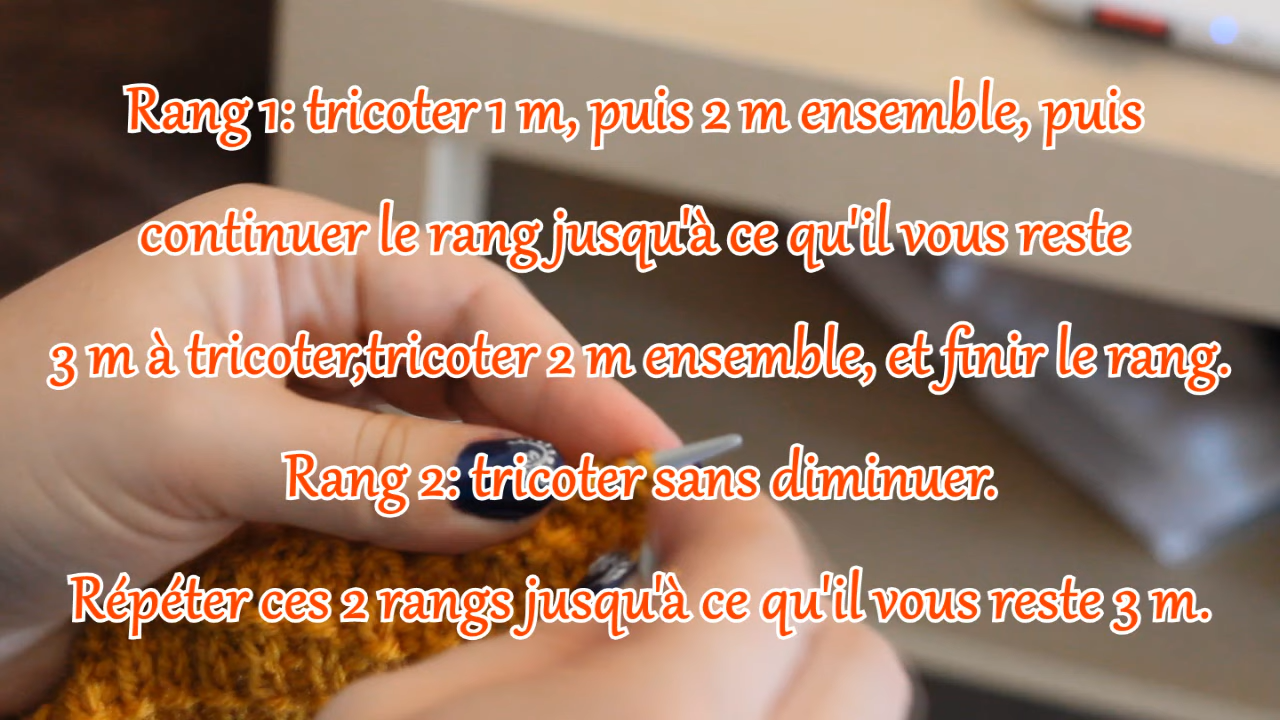 Rang 1: tricoter 1 m, puis 2 m ensemble, puis
continuer le rang jusqu'à ce qu'il vous reste
3 m à tricoter,tricoter 2 m ensemble, et finir le rang.
Rang 2: tricoter sans diminuer.
Répéter ces 2 rangs jusqu'à ce qu'il vous reste 3 m.